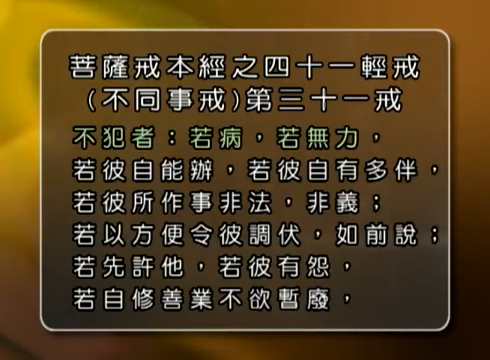 菩薩戒本經之四十一輕戒
(不同事戒)第三十一戒
不犯者：若病，若無力，
若彼自能辦，若彼自有多伴，
若彼所作事非法，非義；
若以方便令彼調伏，如前說；
若先許他，若彼有怨，
若自修善業不欲暫廢，